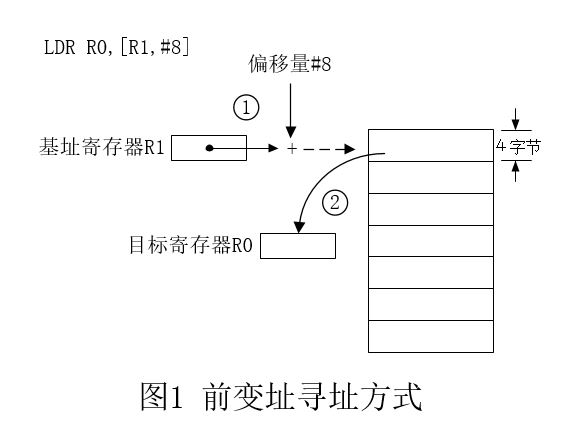 LDR R0,[R1,#8]
偏移量#8
①
基址寄存器R1
+
4字节
②
目标寄存器R0
图1 前变址寻址方式